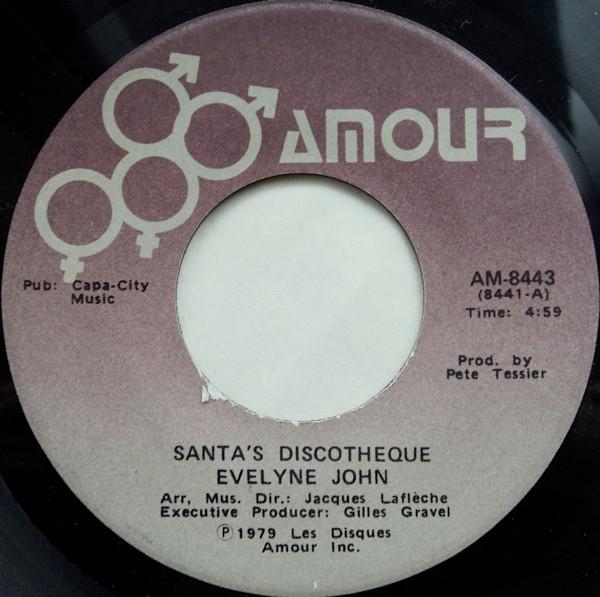 AMOUR
Pub: Capa-City
Music
AM-8443
(8441-A)
Time: 4:59
Prod. by
Pete Tessier
SANTA'S DISCOTHEQUE
EVELYNE JOHN
Arr, Mus. Dir.: Jacques Laflèche
Executive Producer: Gilles Gravel
Ⓟ1979 Les Disques
Amour Inc.